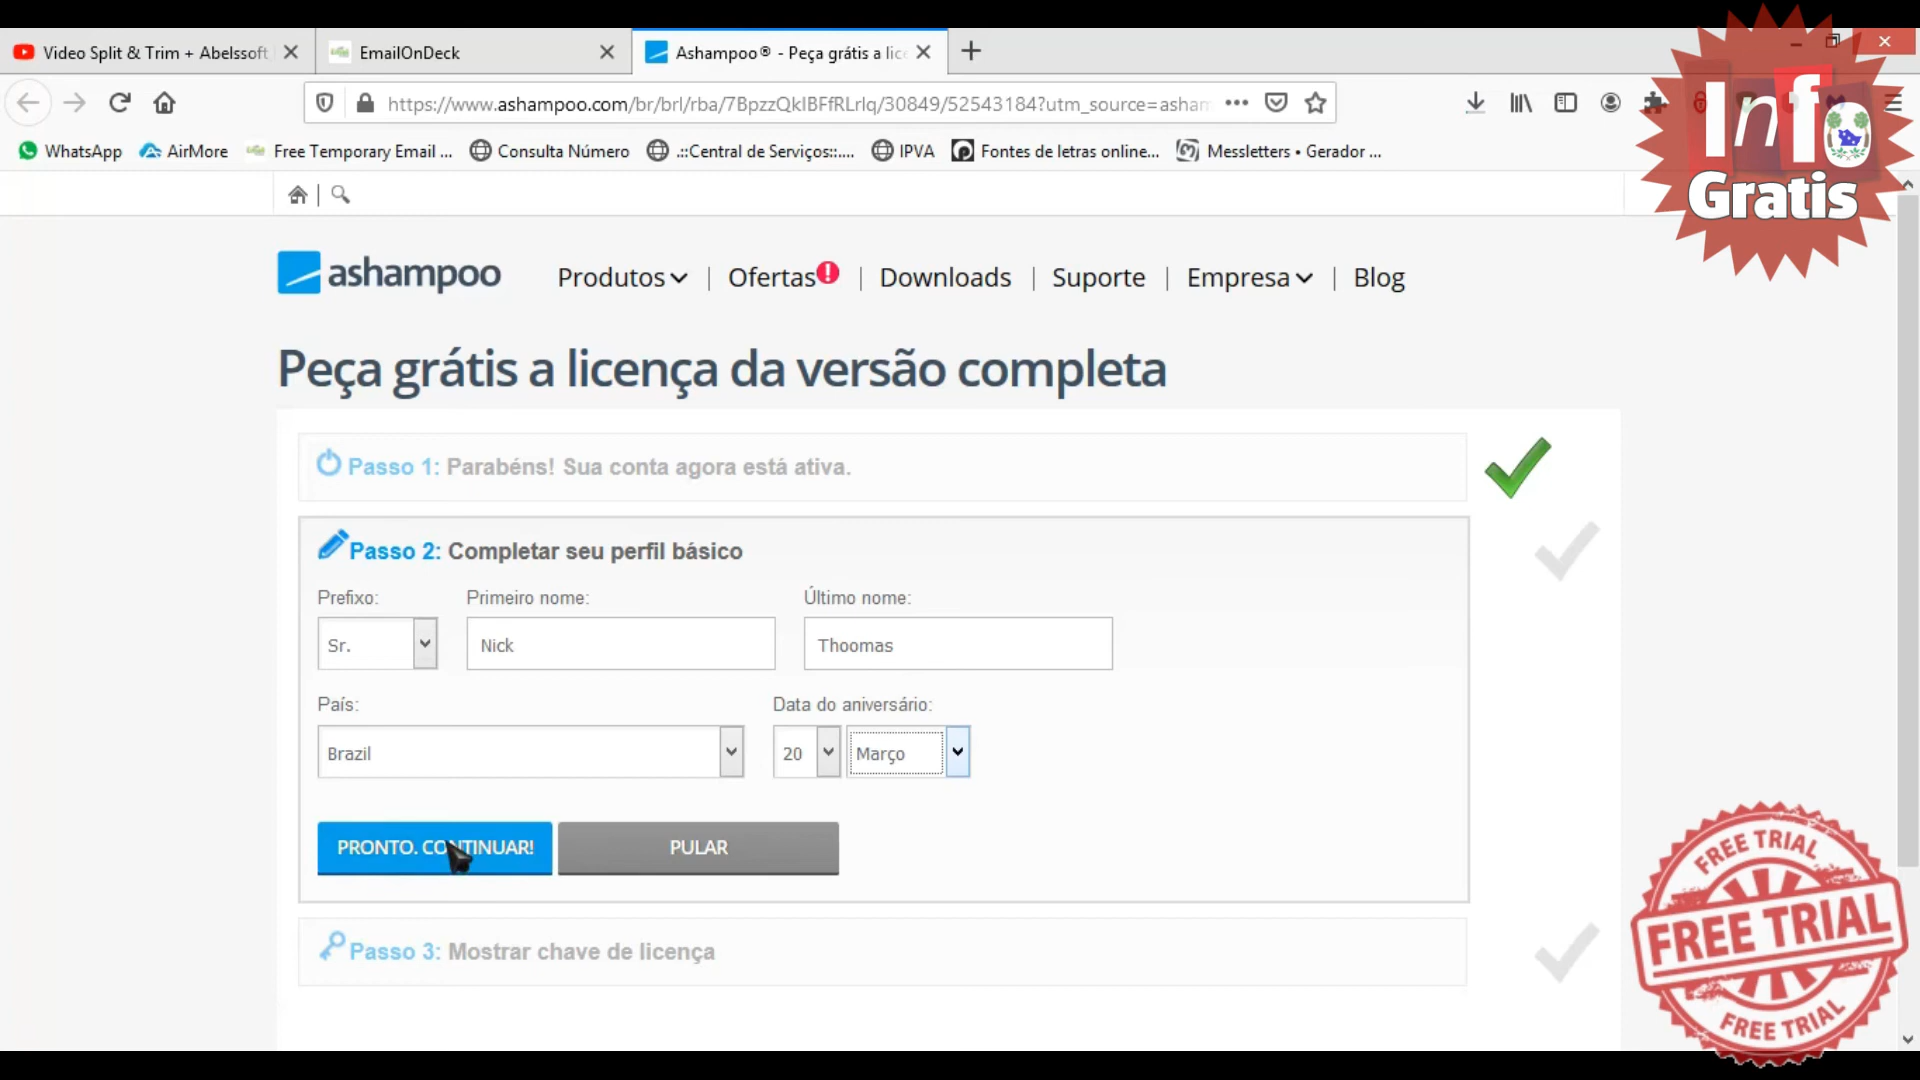 Video Split & Trim + Abelssoft
EmailOnDeck
Ashampoo® - Peça grátis a lic
https://www.ashampoo.com/br/brl/rba/7BpzzQkIBFfRLrlq/30849/52543184?utm_source=asham
WhatsApp
AirMore
Free Temporary Email ...
Consulta Número
.::Central de Serviços::....
IPVA
Fontes de letras online...
Messletters • Gerador ...
Info
Gratis
ashampoo
Produtos | Ofertas! | Downloads | Suporte | Empresa | Blog
Peça grátis a licença da versão completa
Passo 1: Parabéns! Sua conta agora está ativa.
Passo 2: Completar seu perfil básico
Prefixo: Primeiro nome: Último nome:
Sr. Nick Thoomas
País: Data do aniversário:
Brazil 20 Março
PRONTO. CONTINUAR! PULAR
Passo 3: Mostrar chave de licença
FREE TRIAL
FREE TRIAL
FREE TRIAL